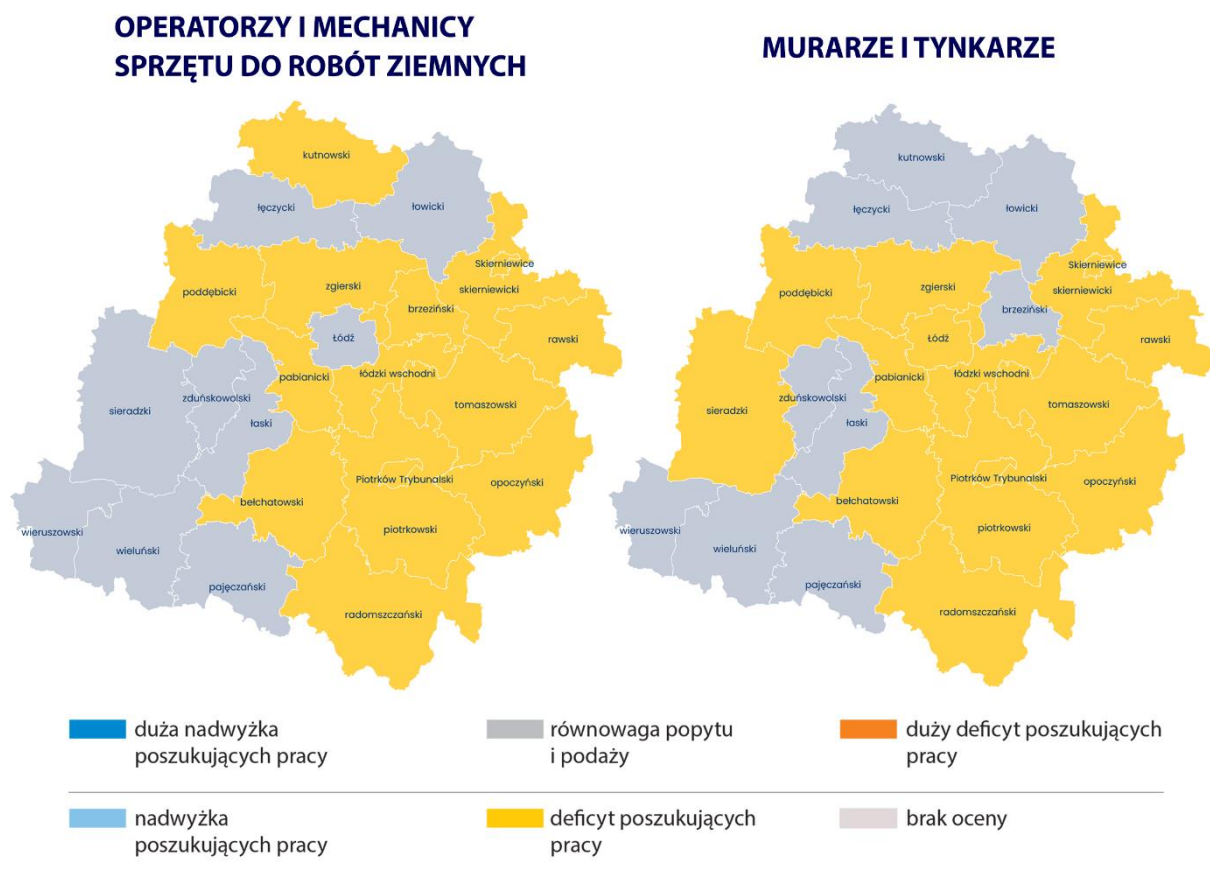 OPERATORZY I MECHANICY
SPRZĘTU DO ROBÓT ZIEMNYCH
kutnowski
łęczycki
łowicki
Skierniewice
poddębicki
zgierski
skierniewicki
brzeziński
Łódź
rawski
pabianicki
łódzki wschodni
zduńskowolski
tomaszowski
sieradzki
łaski
Piotrków Trybunalski
opoczyński
bełchatowski
wieruszowski
piotrkowski
wieluński
pajęczański
radomszczański
MURARZE I TYNKARZE
kutnowski
łęczycki
łowicki
Skierniewice
poddębicki
zgierski
skierniewicki
brzeziński
Łódź
rawski
pabianicki
łódzki wschodni
zduńskowolski
tomaszowski
sieradzki
łaski
Piotrków Trybunalski
opoczyński
bełchatowski
wieruszowski
piotrkowski
wieluński
pajęczański
radomszczański
duża nadwyżka
poszukujących pracy
równowaga popytu
i podaży
duży deficyt poszukujących
pracy
nadwyżka
poszukujących pracy
deficyt poszukujących
pracy
brak oceny